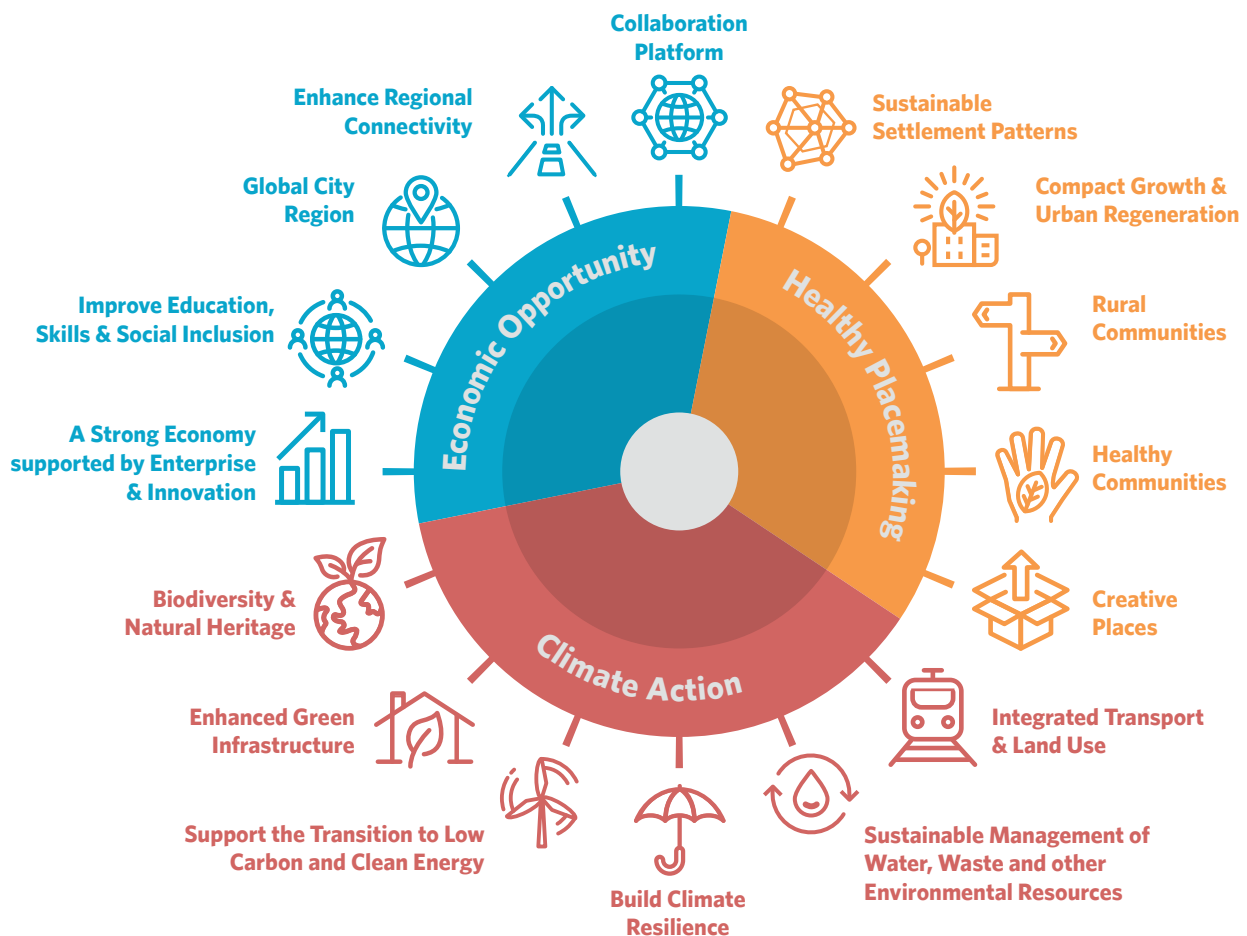 Collaboration
Platform
Sustainable
Settlement Patterns
Compact Growth &
Urban Regeneration
Rural
Communities
Healthy
Communities
Creative
Places
Integrated Transport
& Land Use
Sustainable Management of
Water, Waste and other
Environmental Resources
Build Climate
Resilience
Support the Transition to Low
Carbon and Clean Energy
Enhanced Green
Infrastructure
Biodiversity &
Natural Heritage
A Strong Economy
supported by Enterprise
& Innovation
Improve Education,
Skills & Social Inclusion
Global City
Region
Enhance Regional
Connectivity
Economic Opportunity
Healthy Placemaking
Climate Action